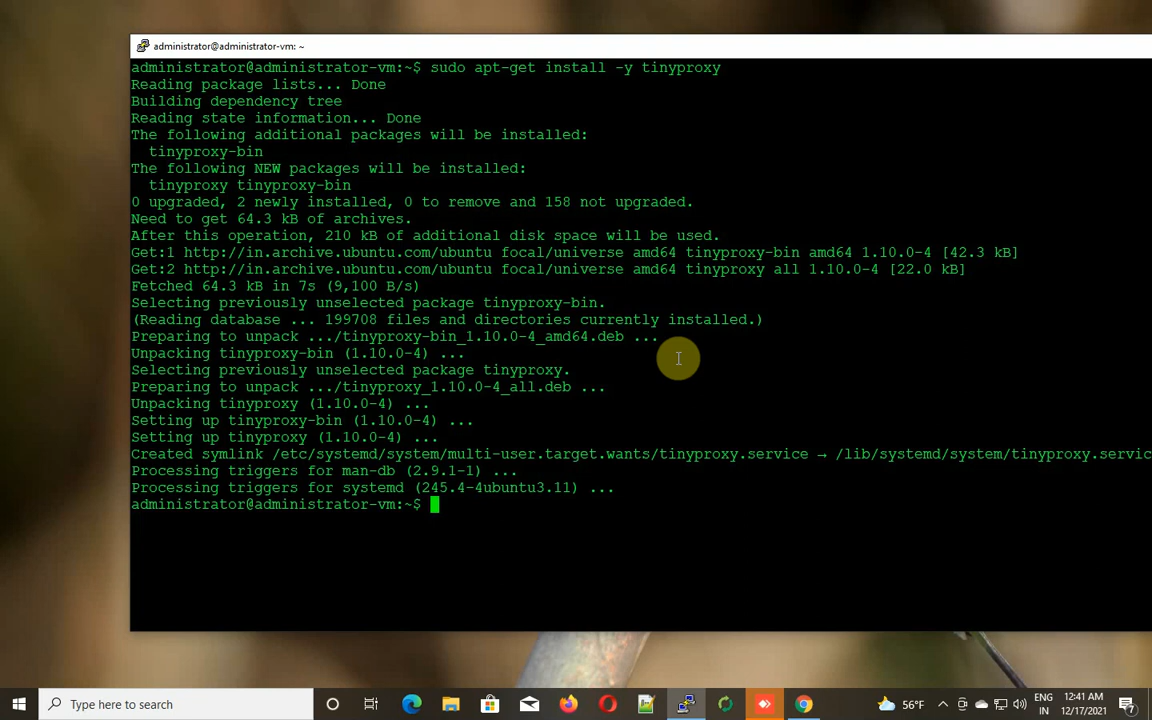 administrator@administrator-vm: ~
administrator@administrator-vm:~$ sudo apt-get install -y tinyproxy
Reading package lists... Done
Building dependency tree
Reading state information... Done
The following additional packages will be installed:
  tinyproxy-bin
The following NEW packages will be installed:
  tinyproxy tinyproxy-bin
0 upgraded, 2 newly installed, 0 to remove and 158 not upgraded.
Need to get 64.3 kB of archives.
After this operation, 210 kB of additional disk space will be used.
Get:1 http://in.archive.ubuntu.com/ubuntu focal/universe amd64 tinyproxy-bin amd64 1.10.0-4 [42.3 kB]
Get:2 http://in.archive.ubuntu.com/ubuntu focal/universe amd64 tinyproxy all 1.10.0-4 [22.0 kB]
Fetched 64.3 kB in 7s (9,100 B/s)
Selecting previously unselected package tinyproxy-bin.
(Reading database ... 199708 files and directories currently installed.)
Preparing to unpack .../tinyproxy-bin_1.10.0-4_amd64.deb ...
Unpacking tinyproxy-bin (1.10.0-4) ...
Selecting previously unselected package tinyproxy.
Preparing to unpack .../tinyproxy_1.10.0-4_all.deb ...
Unpacking tinyproxy (1.10.0-4) ...
Setting up tinyproxy-bin (1.10.0-4) ...
Setting up tinyproxy (1.10.0-4) ...
Created symlink /etc/systemd/system/multi-user.target.wants/tinyproxy.service → /lib/systemd/system/tinyproxy.servic
Processing triggers for man-db (2.9.1-1) ...
Processing triggers for systemd (245.4-4ubuntu3.11) ...
administrator@administrator-vm:~$
Type here to search
56°F
ENG
IN
12:41 AM
12/17/2021
7